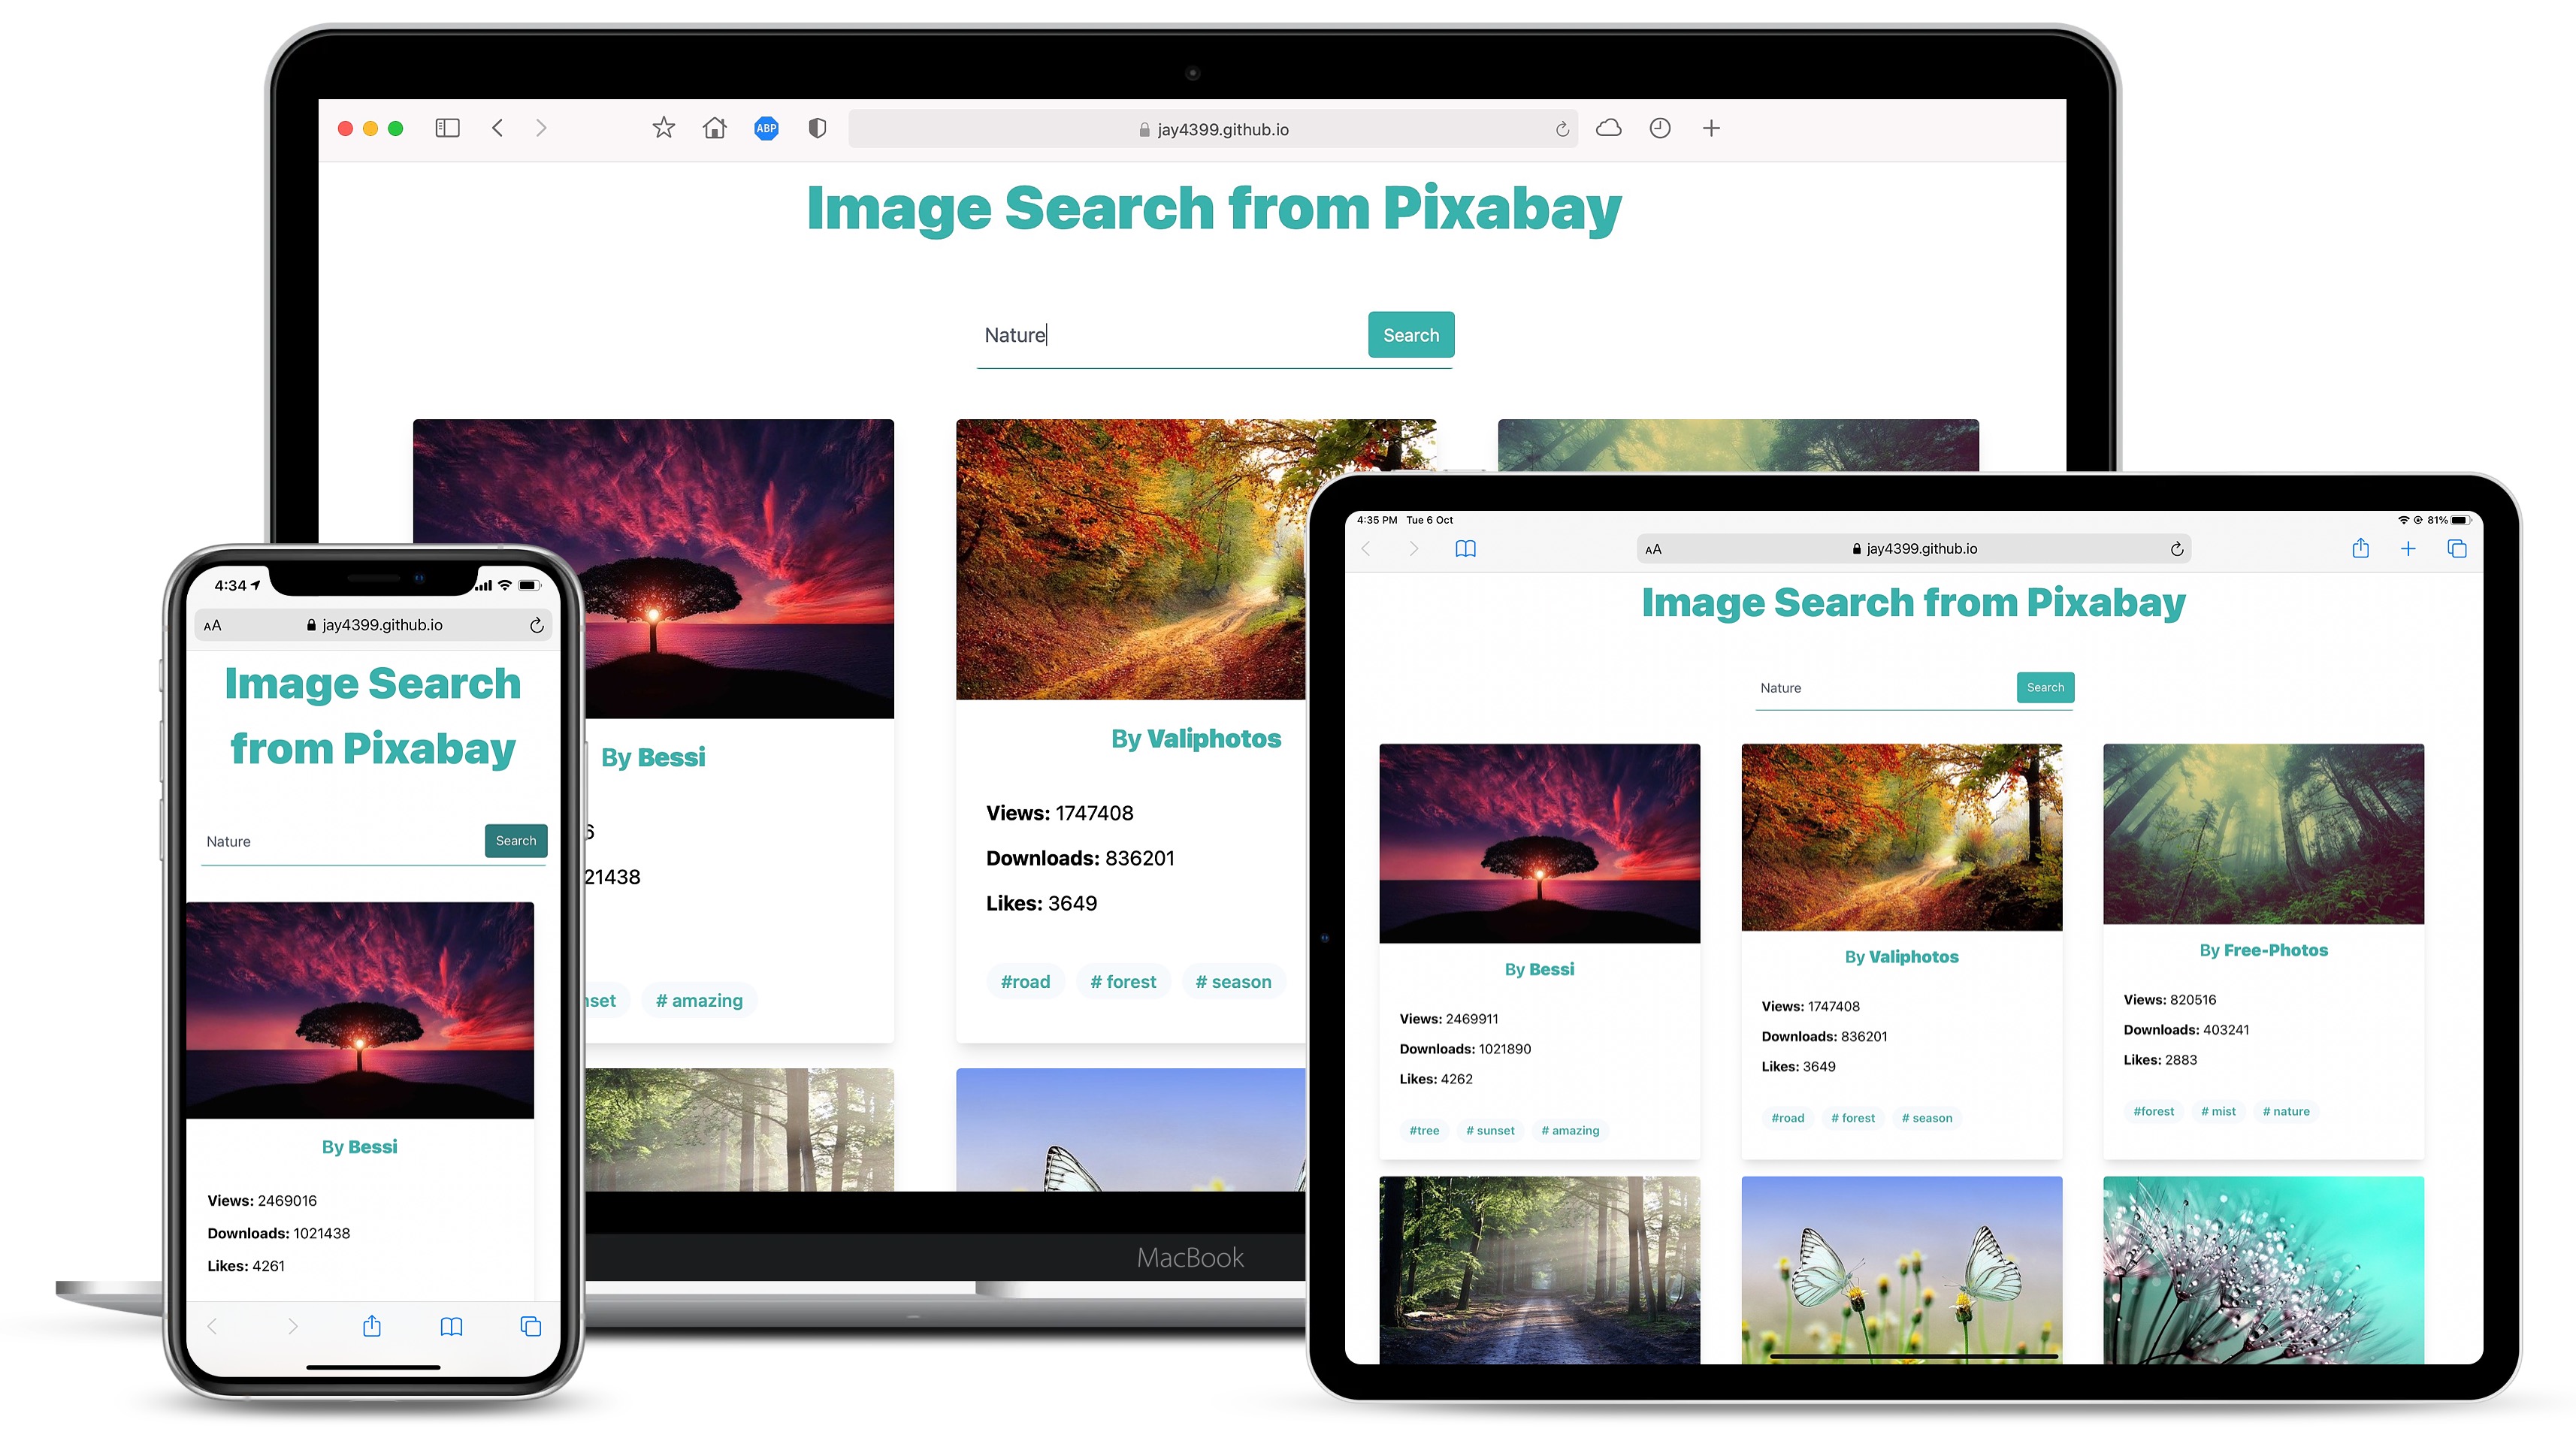 ABP
jay4399.github.io
Image Search from Pixabay
Nature
Search
By Bessi
6
21438
nset
# amazing
By Valiphotos
Views: 1747408
Downloads: 836201
Likes: 3649
#road
# forest
# season
MacBook
4:34
AA
jay4399.github.io
Image Search
from Pixabay
Nature
Search
By Bessi
Views: 2469016
Downloads: 1021438
Likes: 4261
4:35 PM Tue 6 Oct
81%
AA
jay4399.github.io
Image Search from Pixabay
Nature
Search
By Bessi
Views: 2469911
Downloads: 1021890
Likes: 4262
#tree
# sunset
# amazing
By Valiphotos
Views: 1747408
Downloads: 836201
Likes: 3649
#road
# forest
# season
By Free-Photos
Views: 820516
Downloads: 403241
Likes: 2883
#forest
# mist
# nature